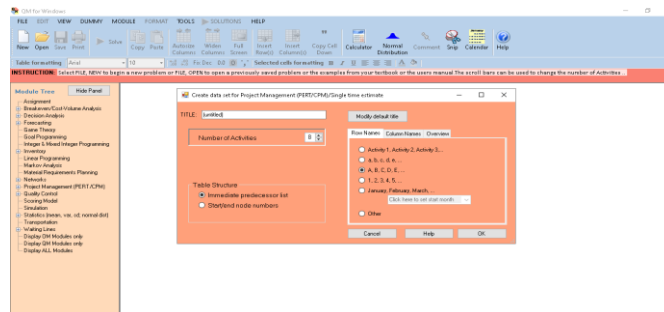 QM for Windows
FILE EDIT VIEW DUMMY MODULE FORMAT TOOLS SOLUTIONS HELP
New Open Save Print Solve Copy Paste Autosize Columns Widen Columns Full Screen Insert Row(s) Insert Column(s) Copy Cell Down Calculator Normal Distribution Comment Snip Calendar Help
Table formatting Arial 10 Fix Dec 0.0 Selected cells formatting B I U
INSTRUCTION: Select FILE, NEW to begin a new problem or FILE, OPEN to open a previously saved problem or the examples from your textbook or the users manual The scroll bars can be used to change the number of Activities ...
Module Tree Hide Panel
Assignment
Breakeven/Cost-Volume Analysis
Decision Analysis
Forecasting
Game Theory
Goal Programming
Integer & Mixed Integer Programming
Inventory
Linear Programming
Markov Analysis
Material Requirements Planning
Networks
Project Management (PERT/CPM)
Quality Control
Scoring Model
Simulation
Statistics (mean, var, sd; normal dist)
Transportation
Waiting Lines
Display OM Modules only
Display QM Modules only
Display ALL Modules
Create data set for Project Management (PERT/CPM)/Single time estimate
TITLE: (untitled)
Modify default title
Number of Activities 8
Row Names Column Names Overview
Activity 1, Activity 2, Activity 3,...
a, b, c, d, e, ...
A, B, C, D, E, ...
1, 2, 3, 4, 5, ...
January, February, March, ...
Click here to set start month
Other
Table Structure
Immediate predecessor list
Start/end node numbers
Cancel Help OK